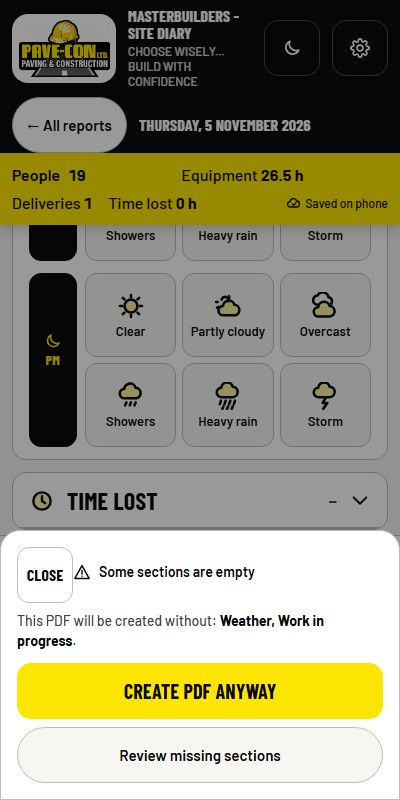 PAVE-CON LTD.
PAVING & CONSTRUCTION
MASTERBUILDERS -
SITE DIARY
CHOOSE WISELY...
BUILD WITH
CONFIDENCE
← All reports
THURSDAY, 5 NOVEMBER 2026
People 19
Equipment 26.5 h
Deliveries 1
Time lost 0 h
Saved on phone
Showers
Heavy rain
Storm
PM
Clear
Partly cloudy
Overcast
Showers
Heavy rain
Storm
TIME LOST
–
CLOSE
Some sections are empty
This PDF will be created without: Weather, Work in
progress.
CREATE PDF ANYWAY
Review missing sections